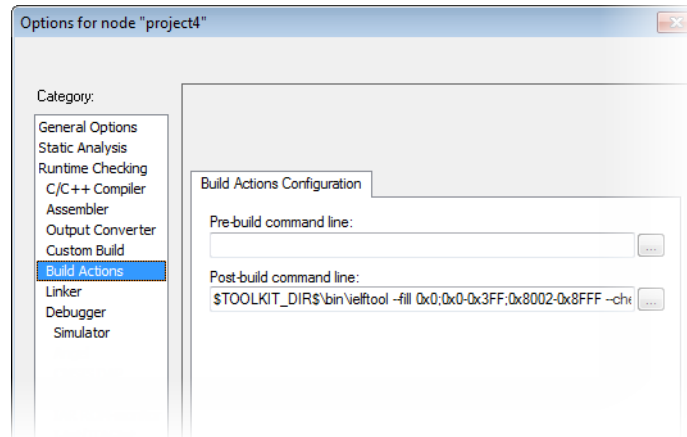 Options for node "project4"
Category:
General Options
Static Analysis
Runtime Checking
C/C++ Compiler
Assembler
Output Converter
Custom Build
Build Actions
Linker
Debugger
Simulator
Build Actions Configuration
Pre-build command line:
...
Post-build command line:
$TOOLKIT_DIR$\bin\ielftool --fill 0x0;0x0-0x3FF;0x8002-0x8FFF --che
...